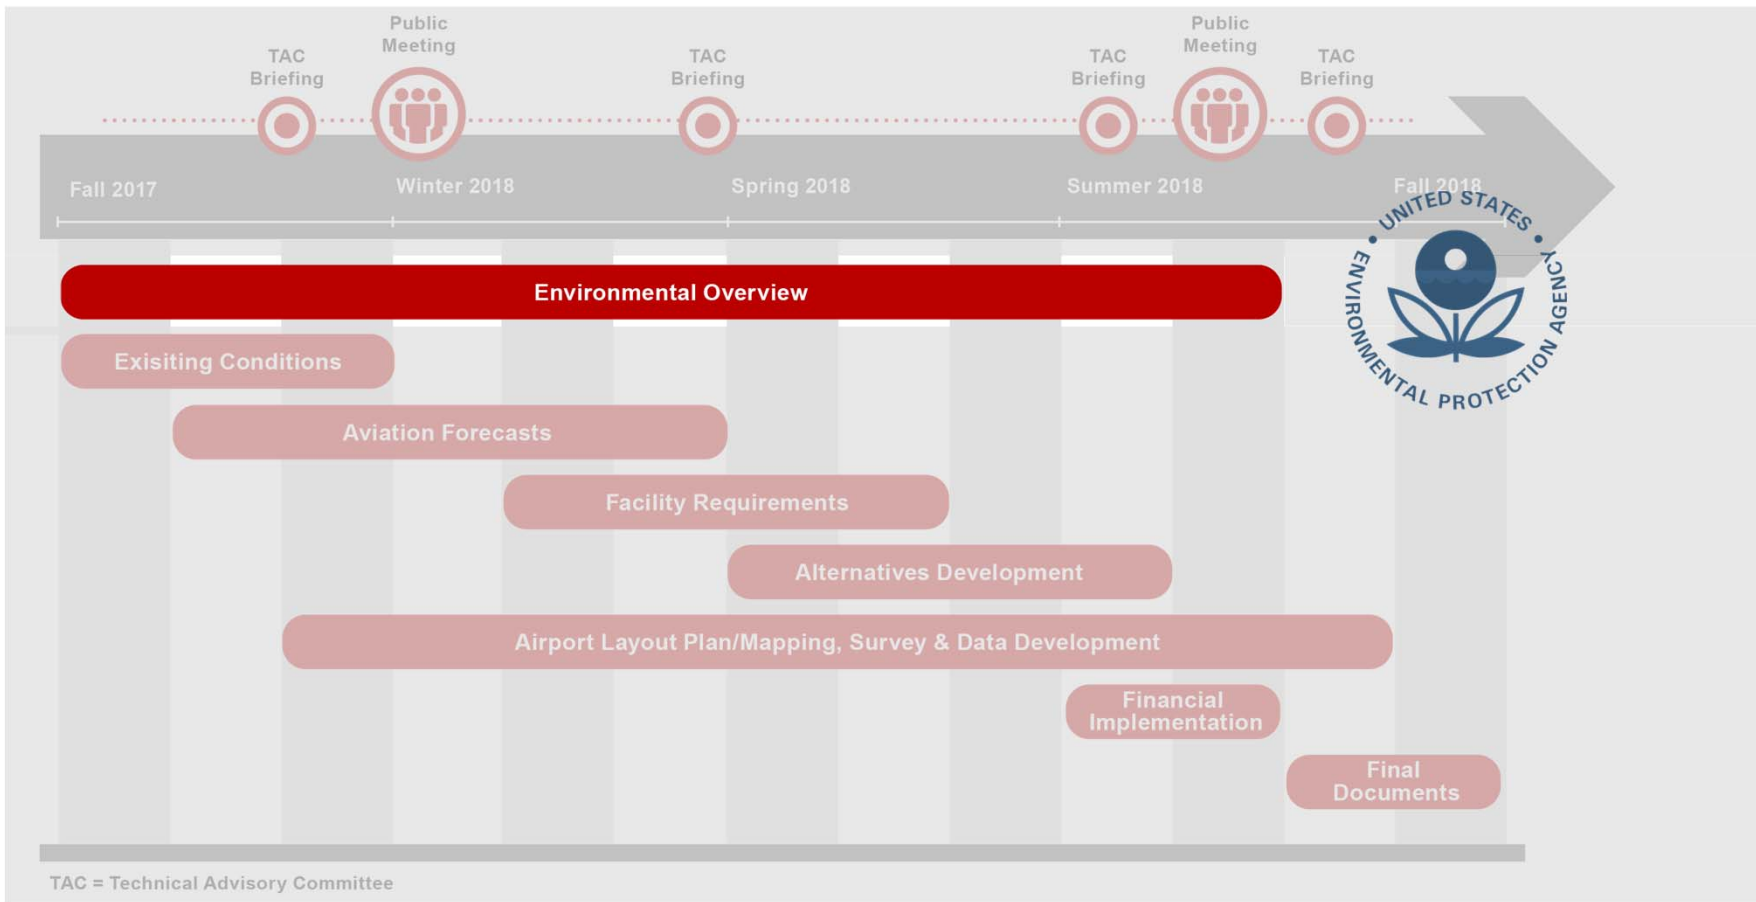 Public
Meeting
Public
Meeting
TAC
Briefing
TAC
Briefing
TAC
Briefing
TAC
Briefing
Fall 2017
Winter 2018
Spring 2018
Summer 2018
Fall 2018
UNITED STATES
ENVIRONMENTAL PROTECTION AGENCY
Environmental Overview
Exisiting Conditions
Aviation Forecasts
Facility Requirements
Alternatives Development
Airport Layout Plan/Mapping, Survey & Data Development
Financial
Implementation
Final
Documents
TAC = Technical Advisory Committee